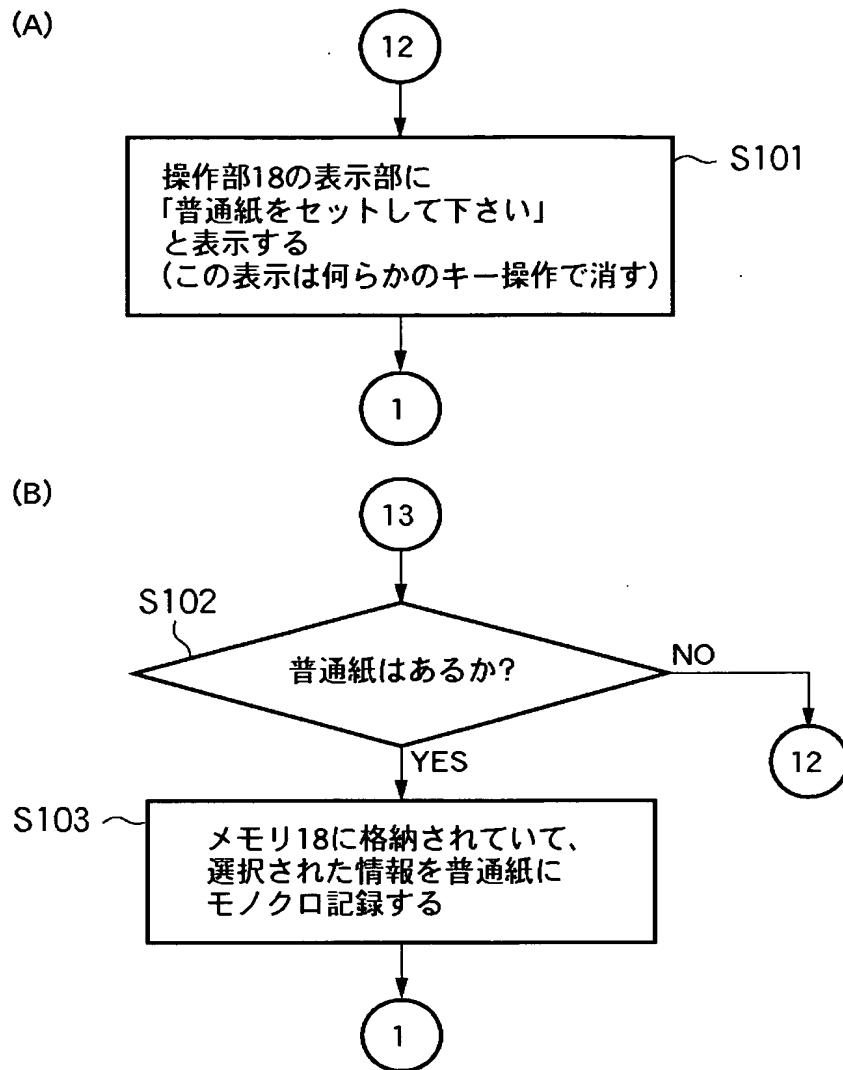 (A)
12
S101
操作部18の表示部に
「普通紙をセットして下さい」
と表示する
(この表示は何らかのキー操作で消す)
1
(B)
13
S102
普通紙はあるか?
NO
12
YES
S103
メモリ18に格納されていて、
選択された情報を普通紙に
モノクロ記録する
1